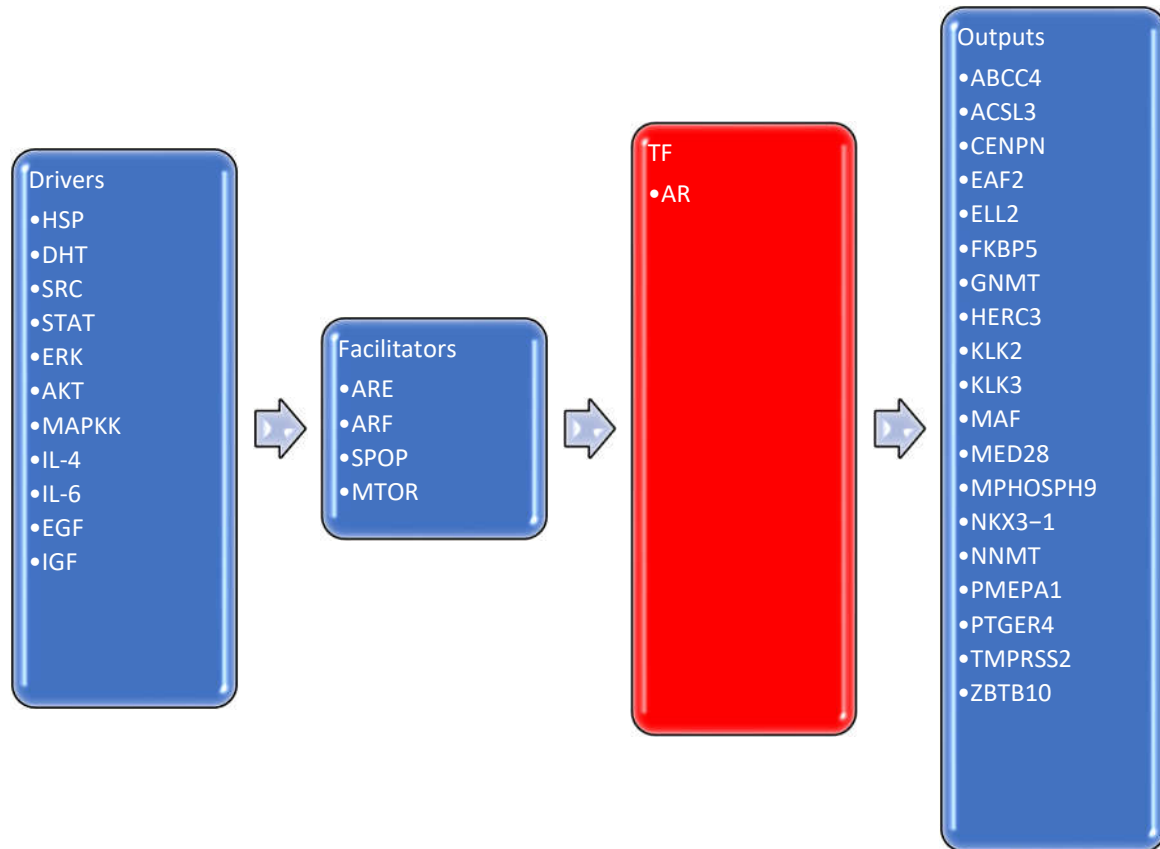 Drivers
•HSP
•DHT
•SRC
•STAT
•ERK
•AKT
•MAPKK
•IL-4
•IL-6
•EGF
•IGF
Facilitators
•ARE
•ARF
•SPOP
•MTOR
TF
•AR
Outputs
•ABCC4
•ACSL3
•CENPN
•EAF2
•ELL2
•FKBP5
•GNMT
•HERC3
•KLK2
•KLK3
•MAF
•MED28
•MPHOSPH9
•NKX3−1
•NNMT
•PMEPA1
•PTGER4
•TMPRSS2
•ZBTB10